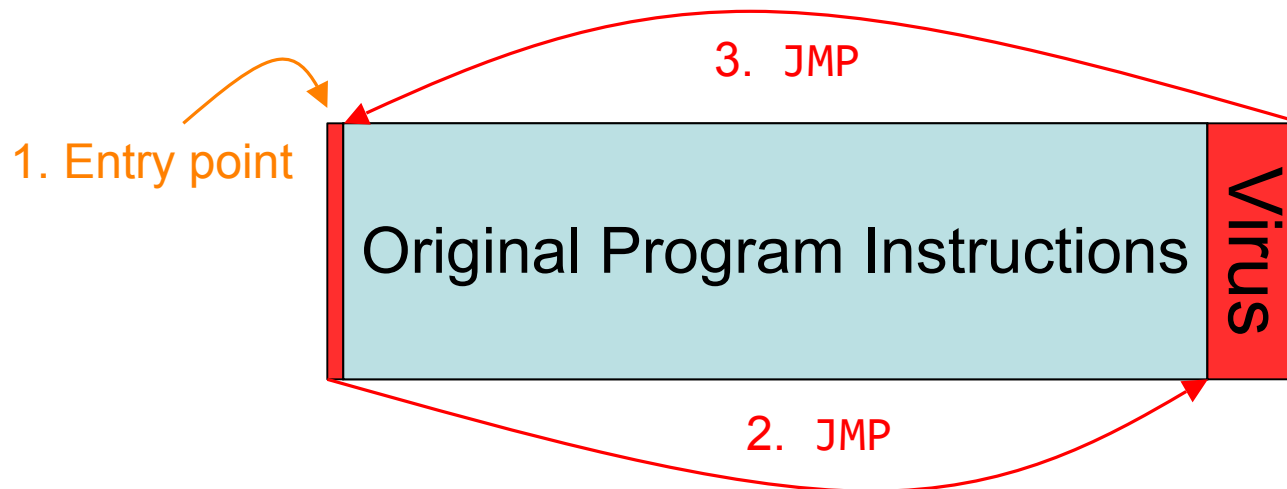 3. JMP
1. Entry point
Original Program Instructions
Virus
2. JMP